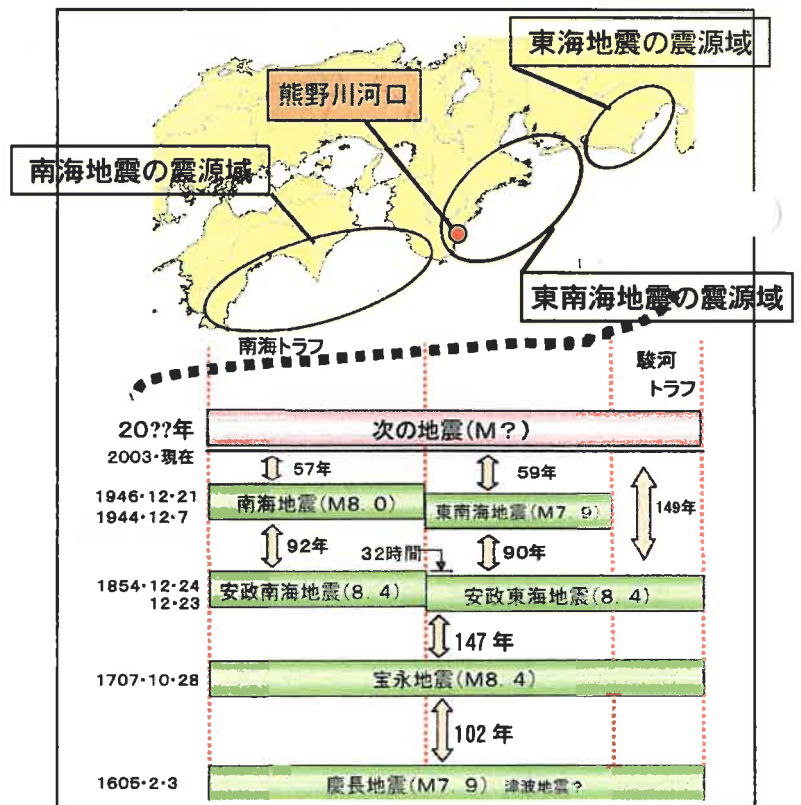 東海地震の震源域
熊野川河口
南海地震の震源域
東南海地震の震源域
南海トラフ
駿河
トラフ
20??年
次の地震(M?)
2003・現在
57年
59年
149年
1946・12・21
南海地震(M8.0)
1944・12・7
東南海地震(M7.9)
92年
32時間
90年
1854・12・24
12・23
安政南海地震(8.4)
安政東海地震(8.4)
147年
1707・10・28
宝永地震(M8.4)
102年
1605・2・3
慶長地震(M7.9) 津波地震?